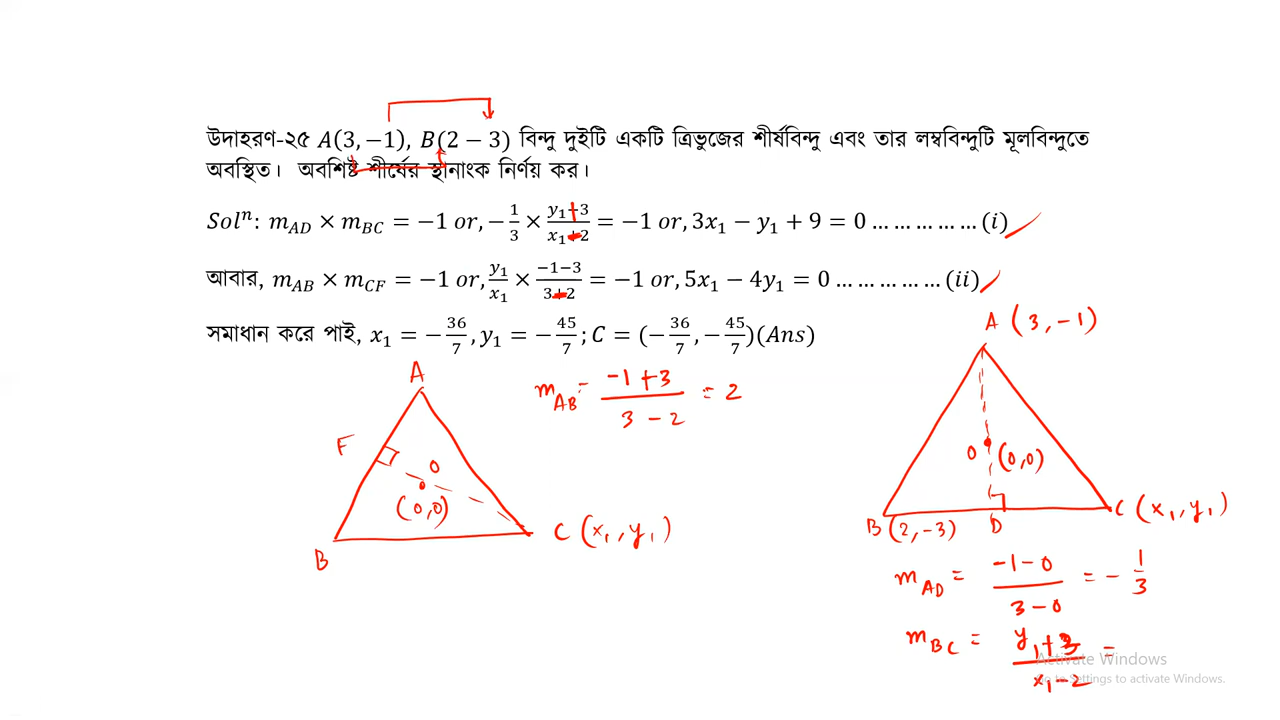 উদাহরণ-২৫ A(3, −1), B(2 − 3) বিন্দু দুইটি একটি ত্রিভুজের শীর্ষবিন্দু এবং তার লম্ববিন্দুটি মূলবিন্দুতে
অবস্থিত। অবশিষ্ট শীর্ষের স্থানাংক নির্ণয় কর।
Solⁿ: m_AD × m_BC = −1 or, −1/3 × (y₁+3)/(x₁−2) = −1 or, 3x₁ − y₁ + 9 = 0 … … … … … (i)
আবার, m_AB × m_CF = −1 or, y₁/x₁ × (−1−3)/(3−2) = −1 or, 5x₁ − 4y₁ = 0 … … … … … (ii)
সমাধান করে পাই, x₁ = −36/7, y₁ = −45/7; C = (−36/7, −45/7)(Ans)
A
m_AB = (−1+3)/(3−2) = 2
F
O
(0,0)
B
C (x₁, y₁)
A (3, −1)
O (0,0)
B (2, −3)
D
C (x₁, y₁)
m_AD = (−1−0)/(3−0) = −1/3
m_BC = (y₁+3)/(x₁−2) =
Activate Windows
Go to Settings to activate Windows.